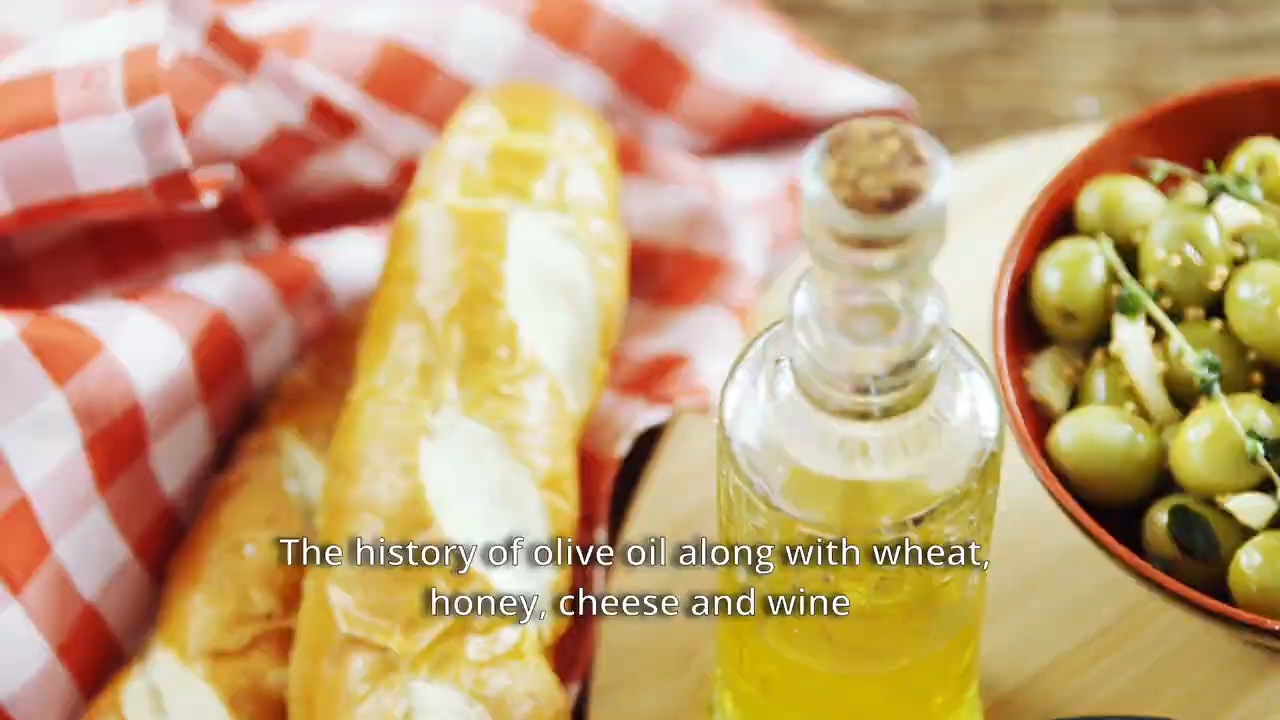 The history of olive oil along with wheat,
honey, cheese and wine